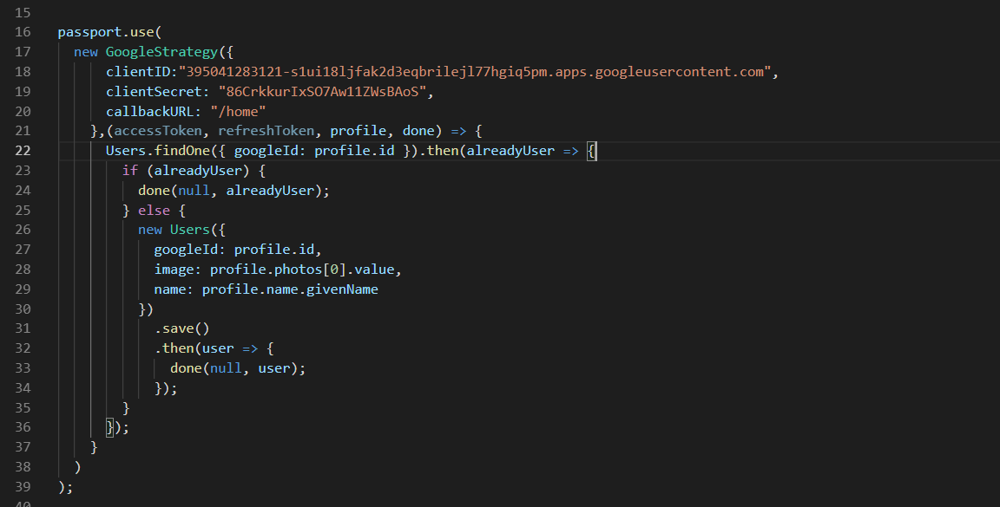 15
16 passport.use(
17 new GoogleStrategy({
18 clientID:"395041283121-s1ui18ljfak2d3eqbrilejl77hgiq5pm.apps.googleusercontent.com",
19 clientSecret: "86CrkkurIxSO7Aw11ZWsBAoS",
20 callbackURL: "/home"
21 },(accessToken, refreshToken, profile, done) => {
22 Users.findOne({ googleId: profile.id }).then(alreadyUser => {
23 if (alreadyUser) {
24 done(null, alreadyUser);
25 } else {
26 new Users({
27 googleId: profile.id,
28 image: profile.photos[0].value,
29 name: profile.name.givenName
30 })
31 .save()
32 .then(user => {
33 done(null, user);
34 });
35 }
36 });
37 }
38 )
39 );
40